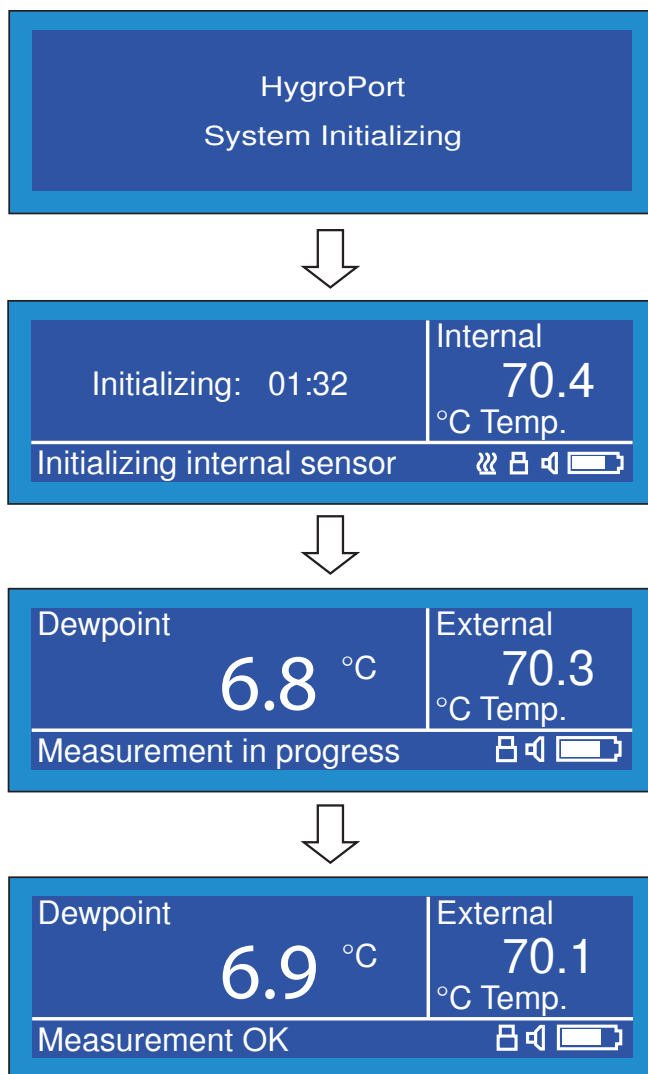 HygroPort
System Initializing
Initializing: 01:32
Internal
70.4
°C Temp.
Initializing internal sensor
Dewpoint
6.8 °C
External
70.3
°C Temp.
Measurement in progress
Dewpoint
6.9 °C
External
70.1
°C Temp.
Measurement OK